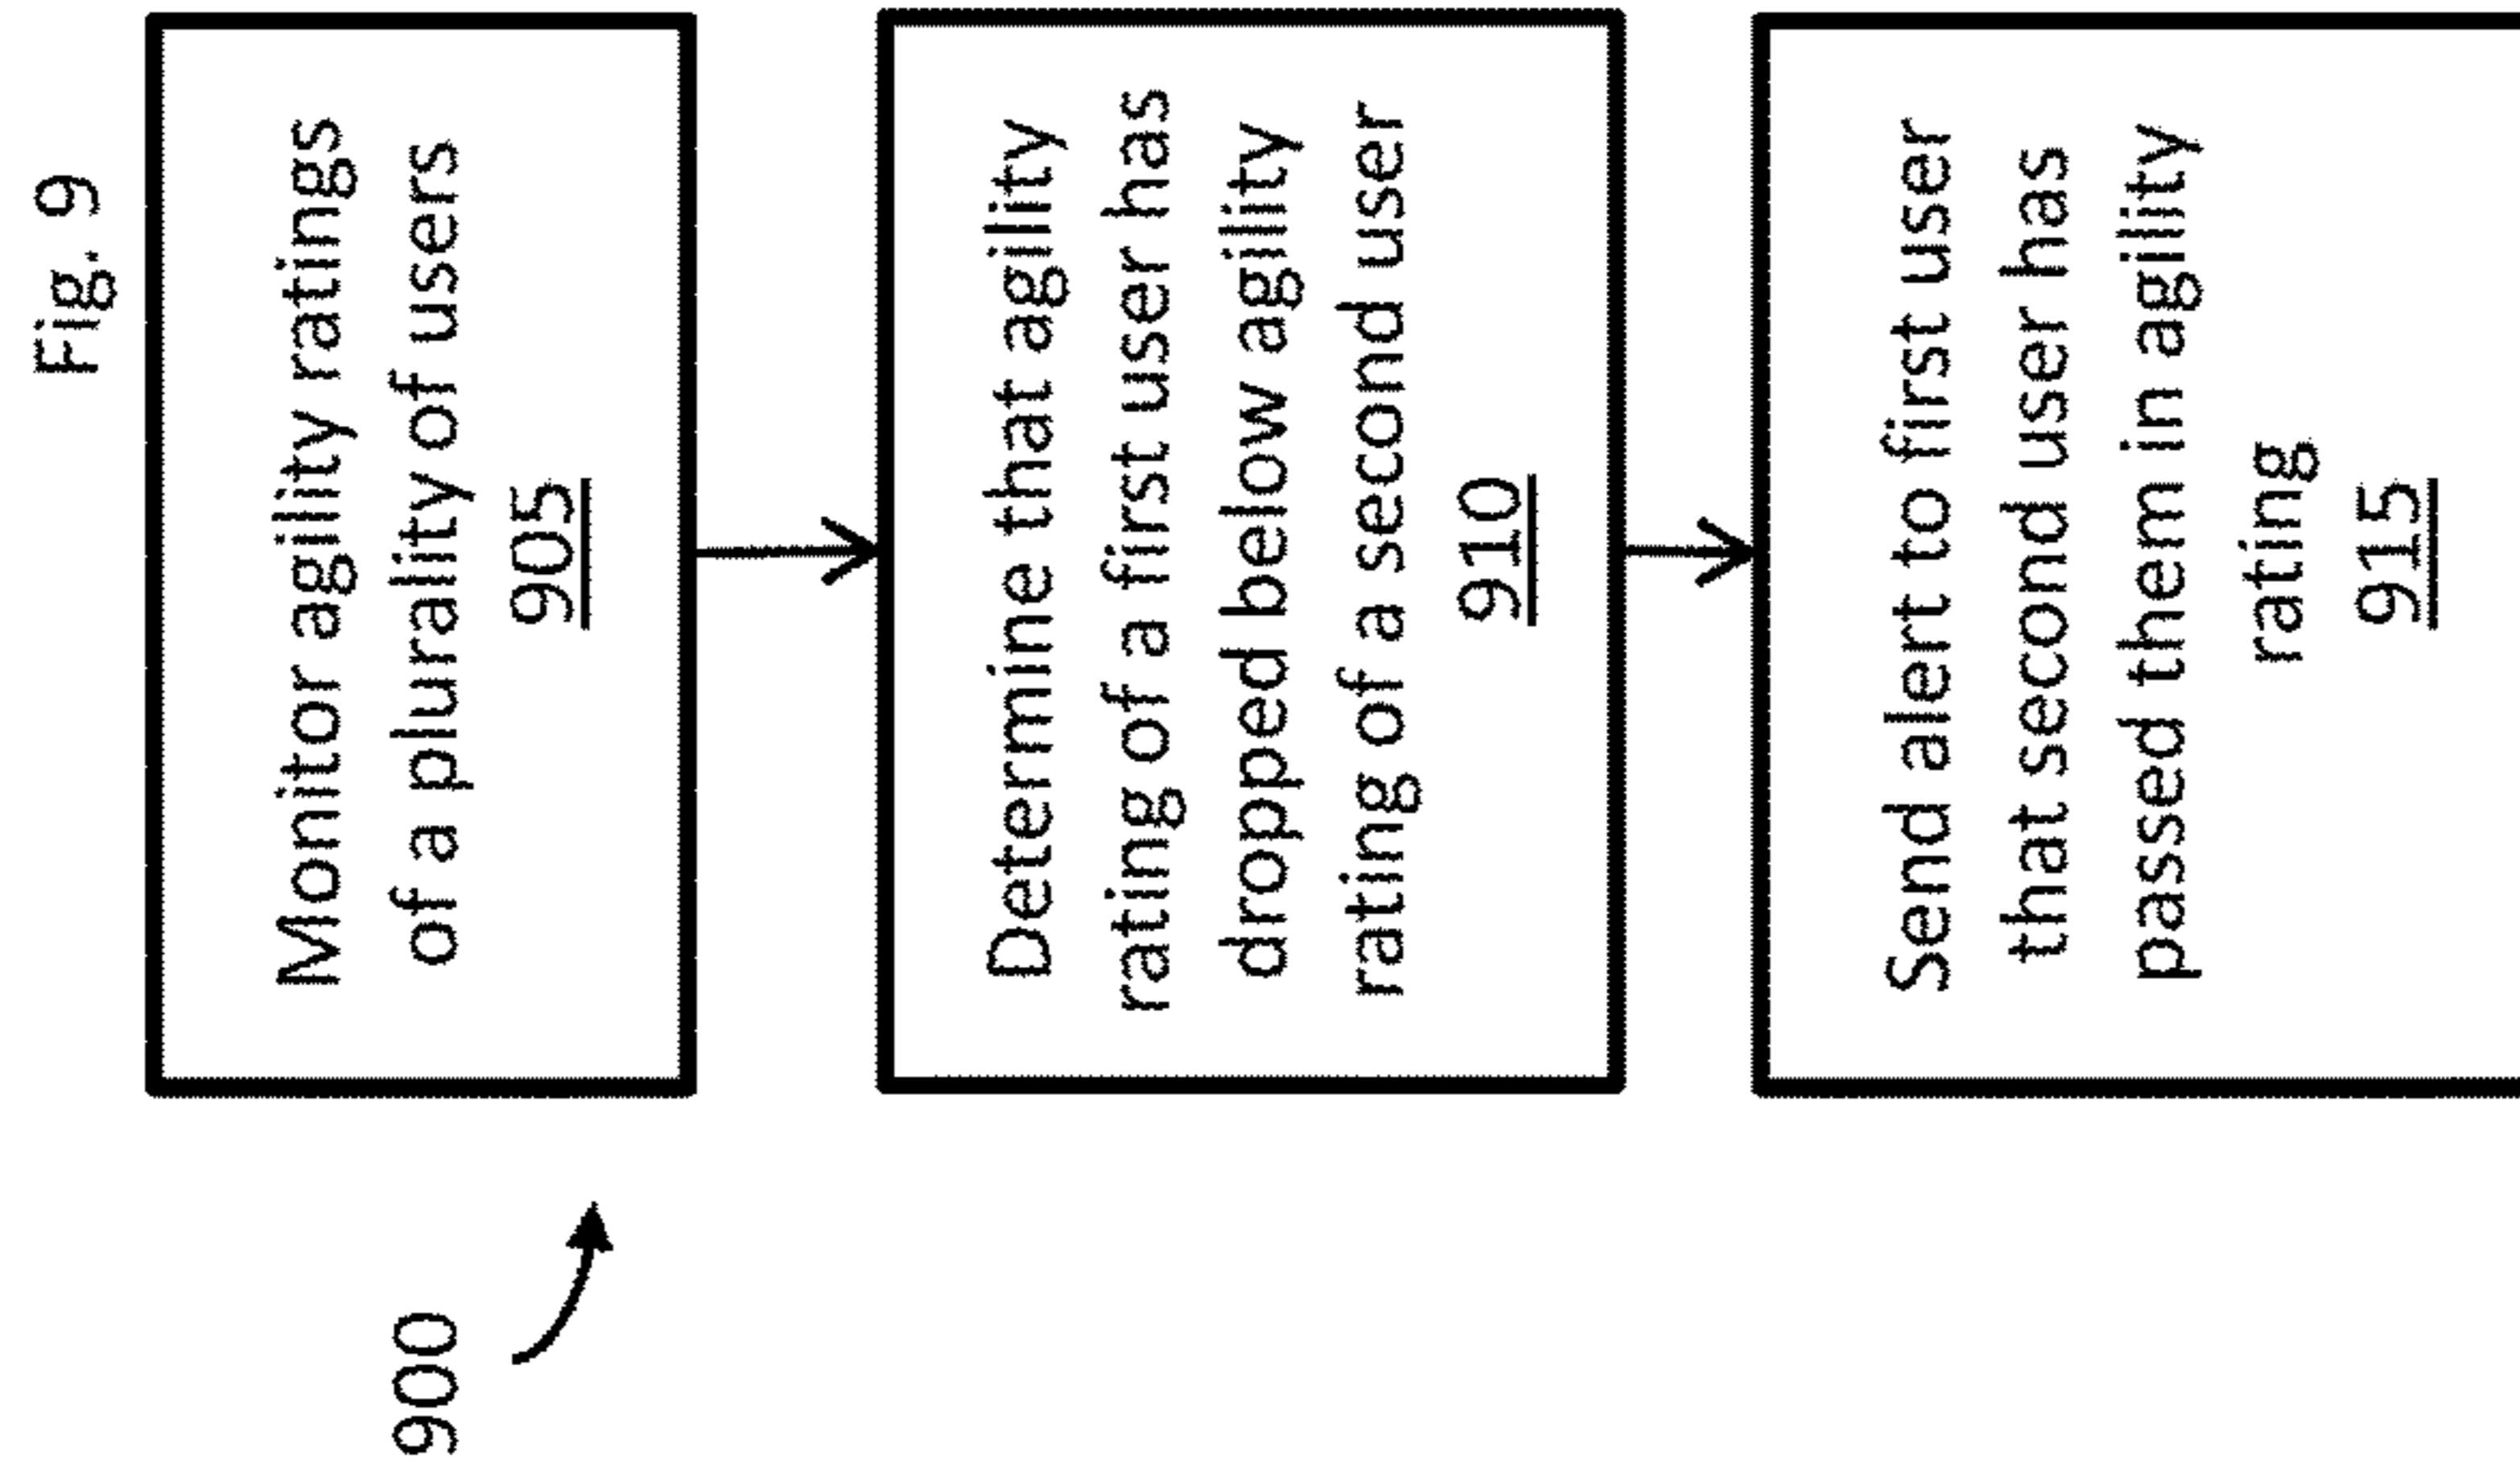 Fig. 9
900
Monitor agility ratings
of a plurality of users
905
Determine that agility
rating of a first user has
dropped below agility
rating of a second user
910
Send alert to first user
that second user has
passed them in agility
rating
915